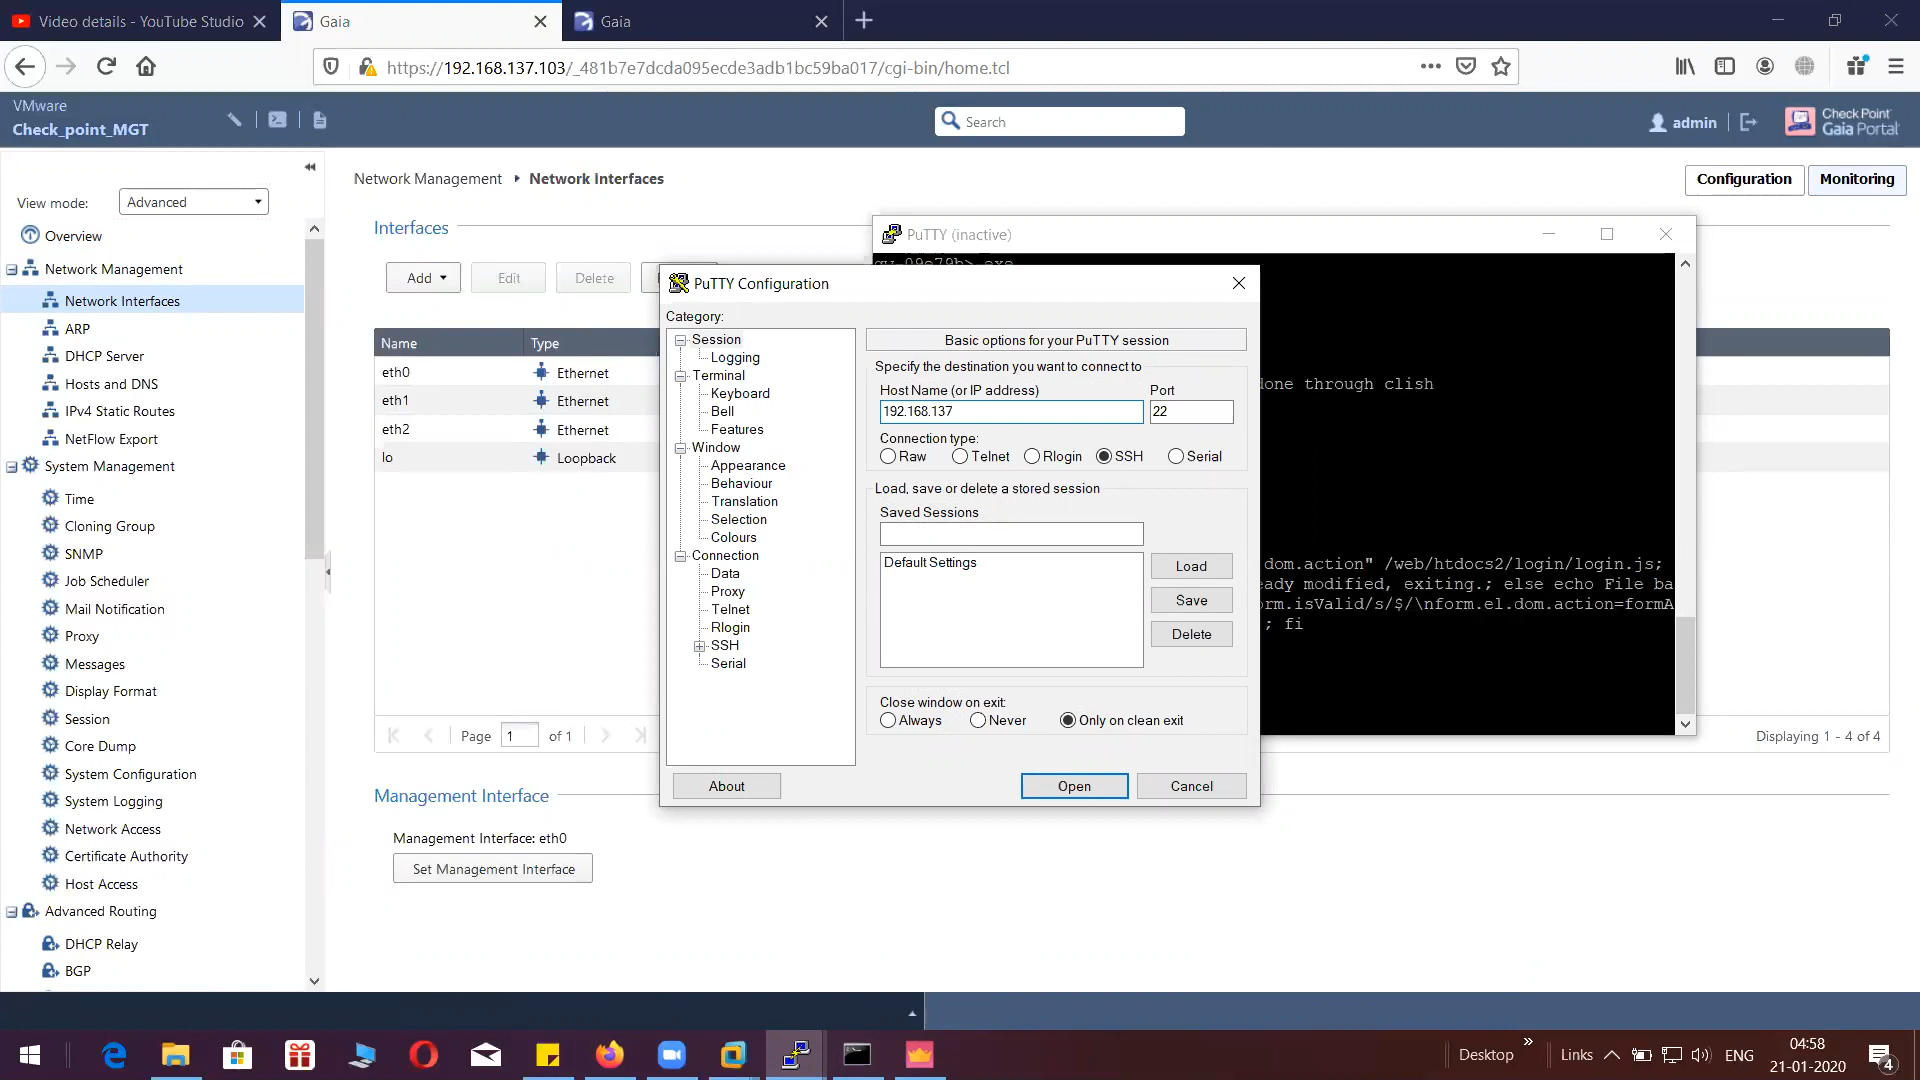 Video details - YouTube Studio
Gaia
Gaia
https://192.168.137.103/_481b7e7dcda095ecde3adb1bc59ba017/cgi-bin/home.tcl
VMware
Check_point_MGT
Search
admin
Check Point
Gaia Portal
View mode:
Advanced
Overview
Network Management
Network Interfaces
ARP
DHCP Server
Hosts and DNS
IPv4 Static Routes
NetFlow Export
System Management
Time
Cloning Group
SNMP
Job Scheduler
Mail Notification
Proxy
Messages
Display Format
Session
Core Dump
System Configuration
System Logging
Network Access
Certificate Authority
Host Access
Advanced Routing
DHCP Relay
BGP
Network Management Network Interfaces
Configuration
Monitoring
Interfaces
Add
Edit
Delete
Name Type
eth0 Ethernet
eth1 Ethernet
eth2 Ethernet
lo Loopback
Page 1 of 1
Displaying 1 - 4 of 4
Management Interface
Management Interface: eth0
Set Management Interface
PuTTY (inactive)
done through clish
dom.action" /web/htdocs2/login/login.js;
eady modified, exiting.; else echo File ba
orm.isValid/s/$/\nform.el.dom.action=formA
; fi
PuTTY Configuration
Category:
Session
Logging
Terminal
Keyboard
Bell
Features
Window
Appearance
Behaviour
Translation
Selection
Colours
Connection
Data
Proxy
Telnet
Rlogin
SSH
Serial
Basic options for your PuTTY session
Specify the destination you want to connect to
Host Name (or IP address) Port
192.168.137 22
Connection type:
Raw Telnet Rlogin SSH Serial
Load, save or delete a stored session
Saved Sessions
Default Settings
Load
Save
Delete
Close window on exit:
Always Never Only on clean exit
About
Open
Cancel
Desktop
Links
ENG
04:58
21-01-2020
4